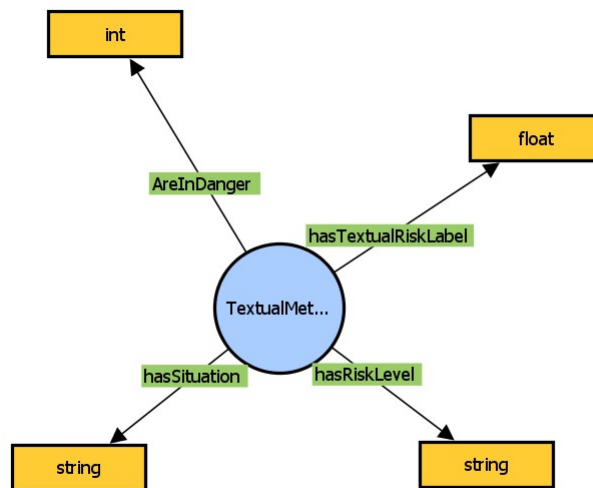 int
float
AreInDanger
hasTextualRiskLabel
TextualMet...
hasSituation
hasRiskLevel
string
string